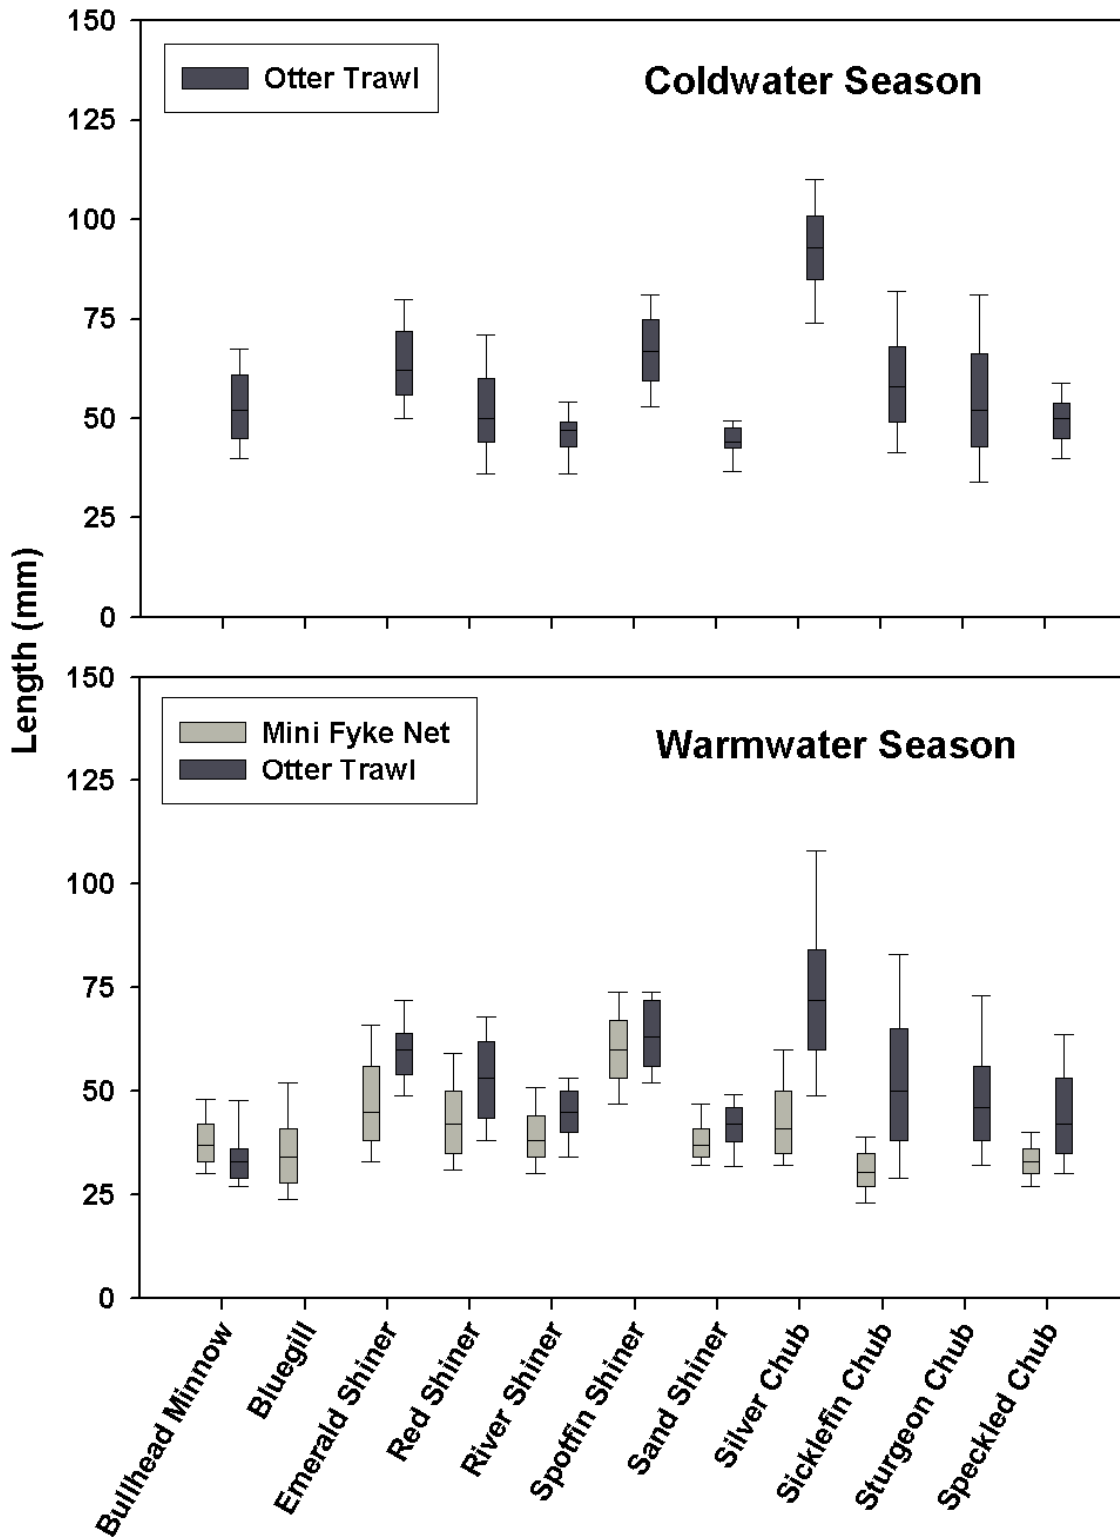 150
Otter Trawl
Coldwater Season
125
100
75
50
25
0
Length (mm)
150
Mini Fyke Net
Otter Trawl
Warmwater Season
125
100
75
50
25
0
Bullhead Minnow
Bluegill
Emerald Shiner
Red Shiner
River Shiner
Spotfin Shiner
Sand Shiner
Silver Chub
Sicklefin Chub
Sturgeon Chub
Speckled Chub